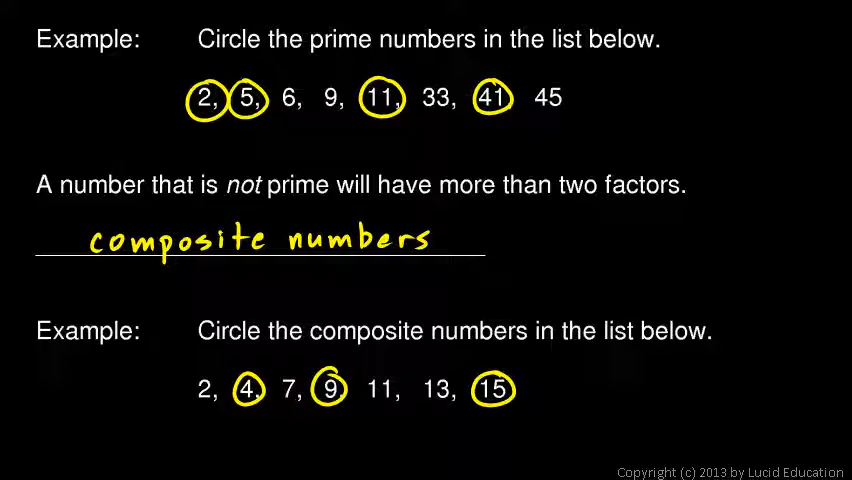 Example: Circle the prime numbers in the list below.
2, 5, 6, 9, 11, 33, 41, 45
A number that is not prime will have more than two factors.
composite numbers
Example: Circle the composite numbers in the list below.
2, 4, 7, 9, 11, 13, 15
Copyright (c) 2013 by Lucid Education